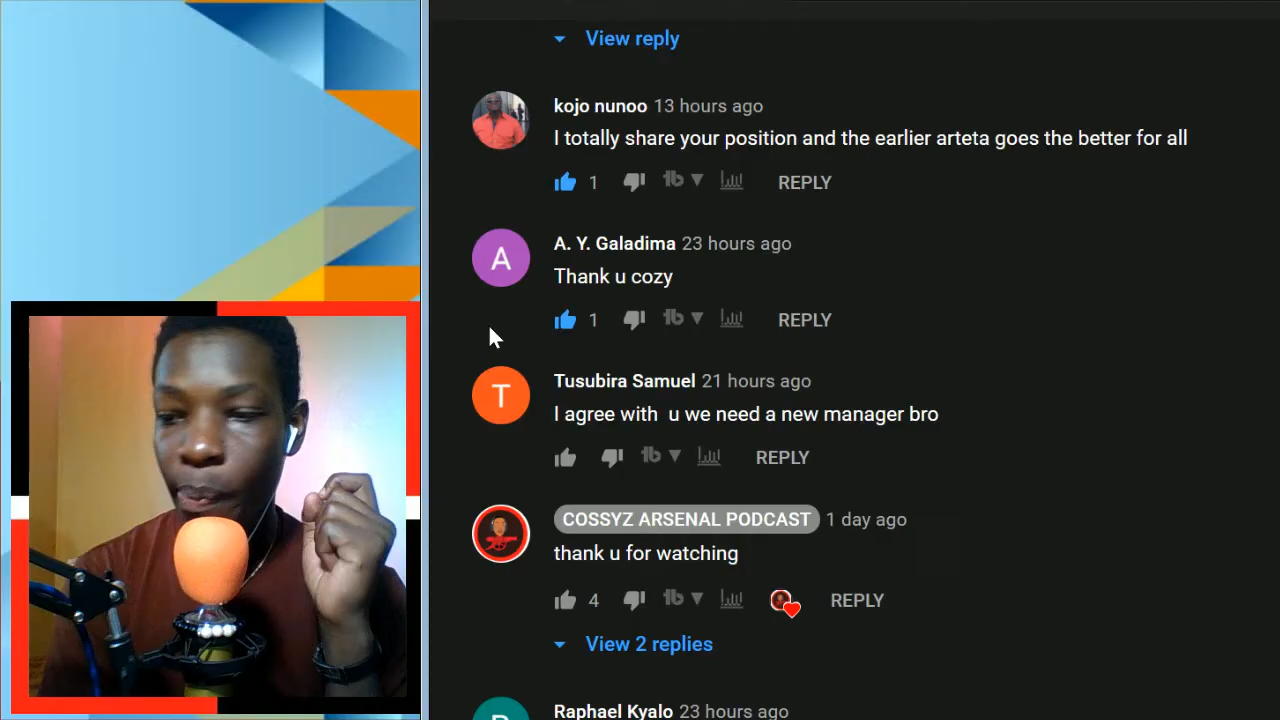 View reply
kojo nunoo 13 hours ago
I totally share your position and the earlier arteta goes the better for all
1 REPLY
A
A. Y. Galadima 23 hours ago
Thank u cozy
1 REPLY
T
Tusubira Samuel 21 hours ago
I agree with u we need a new manager bro
REPLY
COSSYZ ARSENAL PODCAST 1 day ago
thank u for watching
4 REPLY
View 2 replies
Raphael Kyalo 23 hours ago